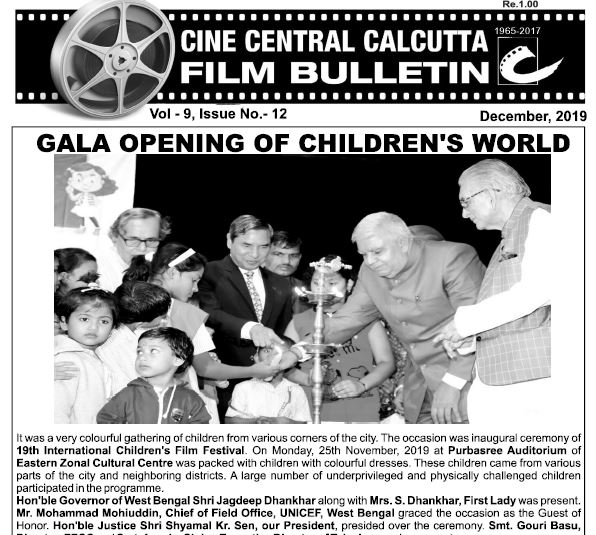 Re.1.00
1965-2017
CINE CENTRAL CALCUTTA
FILM BULLETIN
Vol - 9, Issue No.- 12
December, 2019
GALA OPENING OF CHILDREN'S WORLD
It was a very colourful gathering of children from various corners of the city. The occasion was inaugural ceremony of
19th International Children's Film Festival. On Monday, 25th November, 2019 at Purbasree Auditorium of
Eastern Zonal Cultural Centre was packed with children with colourful dresses. These children came from various
parts of the city and neighboring districts. A large number of underprivileged and physically challenged children
participated in the programme.
Hon'ble Governor of West Bengal Shri Jagdeep Dhankhar along with Mrs. S. Dhankhar, First Lady was present.
Mr. Mohammad Mohiuddin, Chief of Field Office, UNICEF, West Bengal graced the occasion as the Guest of
Honor. Hon'ble Justice Shri Shyamal Kr. Sen, our President, presided over the ceremony. Smt. Gouri Basu,